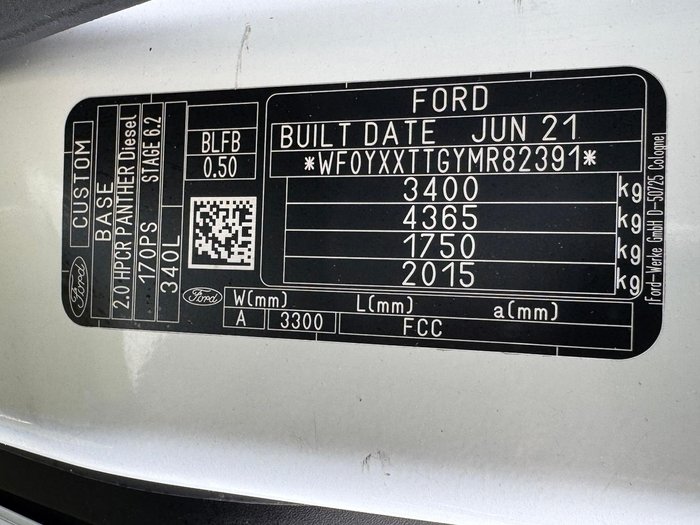 FORD
BUILT DATE JUN 21
*WF0YXXTTGYMR82391*
3400 kg
4365 kg
1750 kg
2015 kg
BLFB
0.50
CUSTOM
BASE
2.0 HPCR PANTHER Diesel
170PS STAGE 6.2
340L
Ford
Ford
W(mm) L(mm) a(mm)
A 3300 FCC
Ford-Werke GmbH D-50725 Cologne